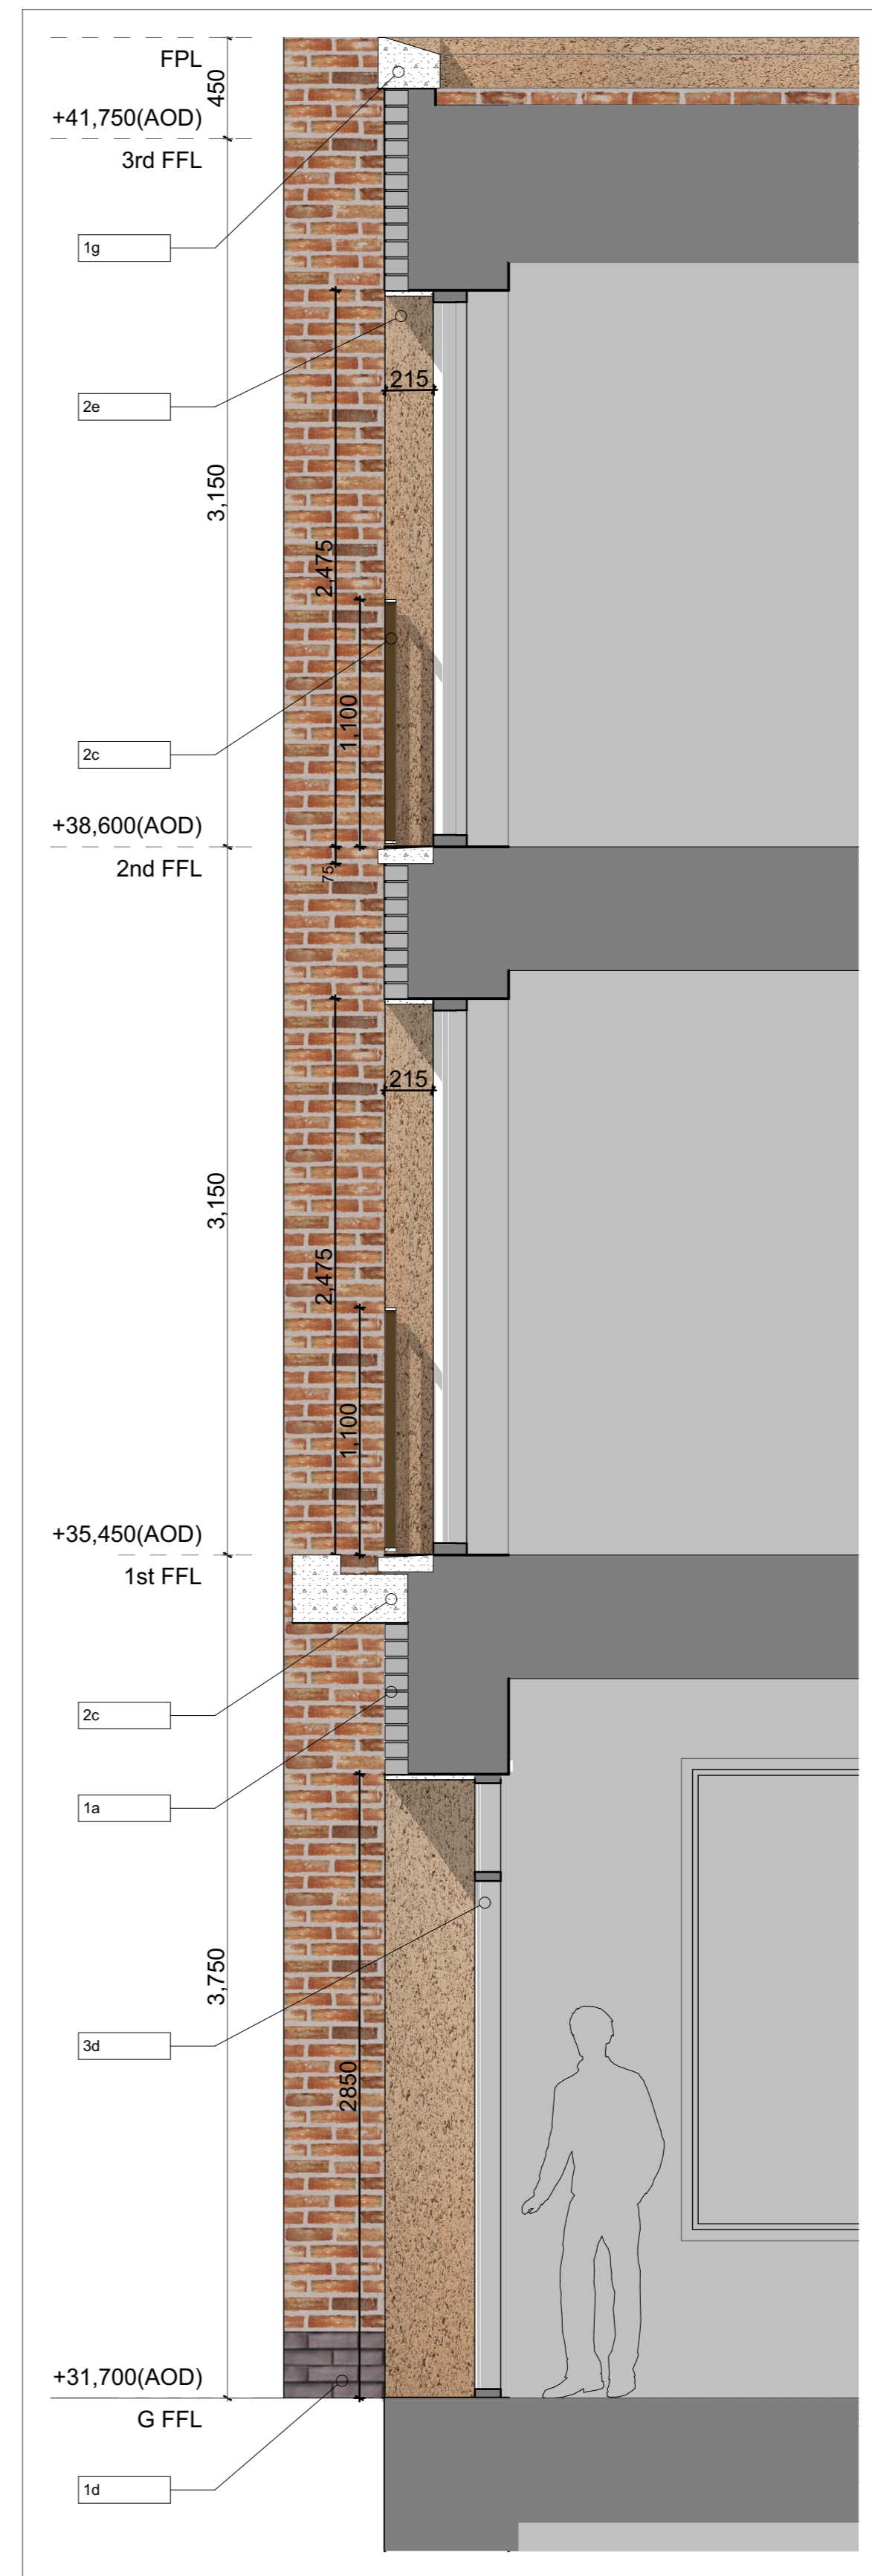 FPL
450
+41,750(AOD)
3rd FFL
1g
2e
215
3,150
2,475
1,100
2c
+38,600(AOD)
2nd FFL
75
215
3,150
2,475
1,100
+35,450(AOD)
1st FFL
2c
1a
3,750
3d
2850
+31,700(AOD)
G FFL
1d